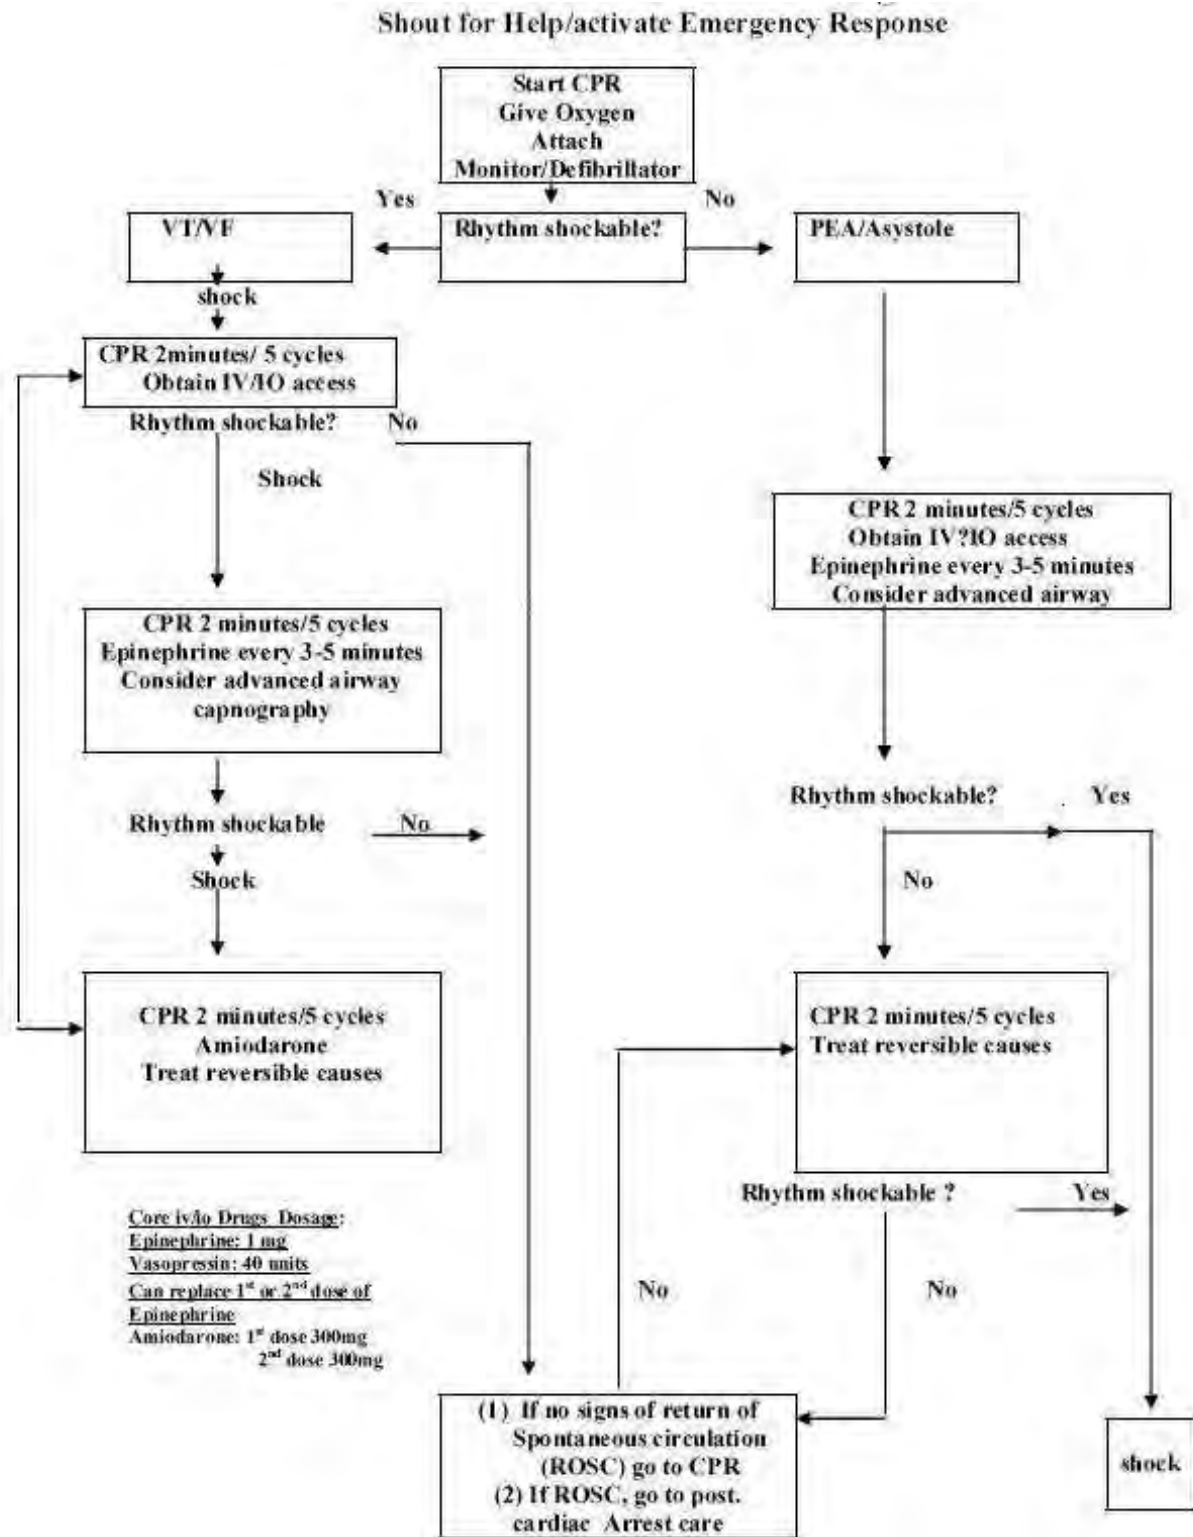 Shout for Help/activate Emergency Response
Start CPR
Give Oxygen
Attach
Monitor/Defibrillator
Yes
No
VT/VF
Rhythm shockable?
PEA/Asystole
shock
CPR 2minutes/ 5 cycles
Obtain IV/IO access
Rhythm shockable?
No
Shock
CPR 2 minutes/5 cycles
Obtain IV?IO access
Epinephrine every 3-5 minutes
Consider advanced airway
CPR 2 minutes/5 cycles
Epinephrine every 3-5 minutes
Consider advanced airway
capnography
Rhythm shockable?
Yes
Rhythm shockable
No
Shock
No
CPR 2 minutes/5 cycles
Amiodarone
Treat reversible causes
CPR 2 minutes/5 cycles
Treat reversible causes
Rhythm shockable ?
Yes
Core iv/io Drugs Dosage:
Epinephrine: 1 mg
Vasopressin: 40 units
Can replace 1st or 2nd dose of
Epinephrine
Amiodarone: 1st dose 300mg
2nd dose 300mg
No
No
(1) If no signs of return of
Spontaneous circulation
(ROSC) go to CPR
(2) If ROSC, go to post.
cardiac Arrest care
shock